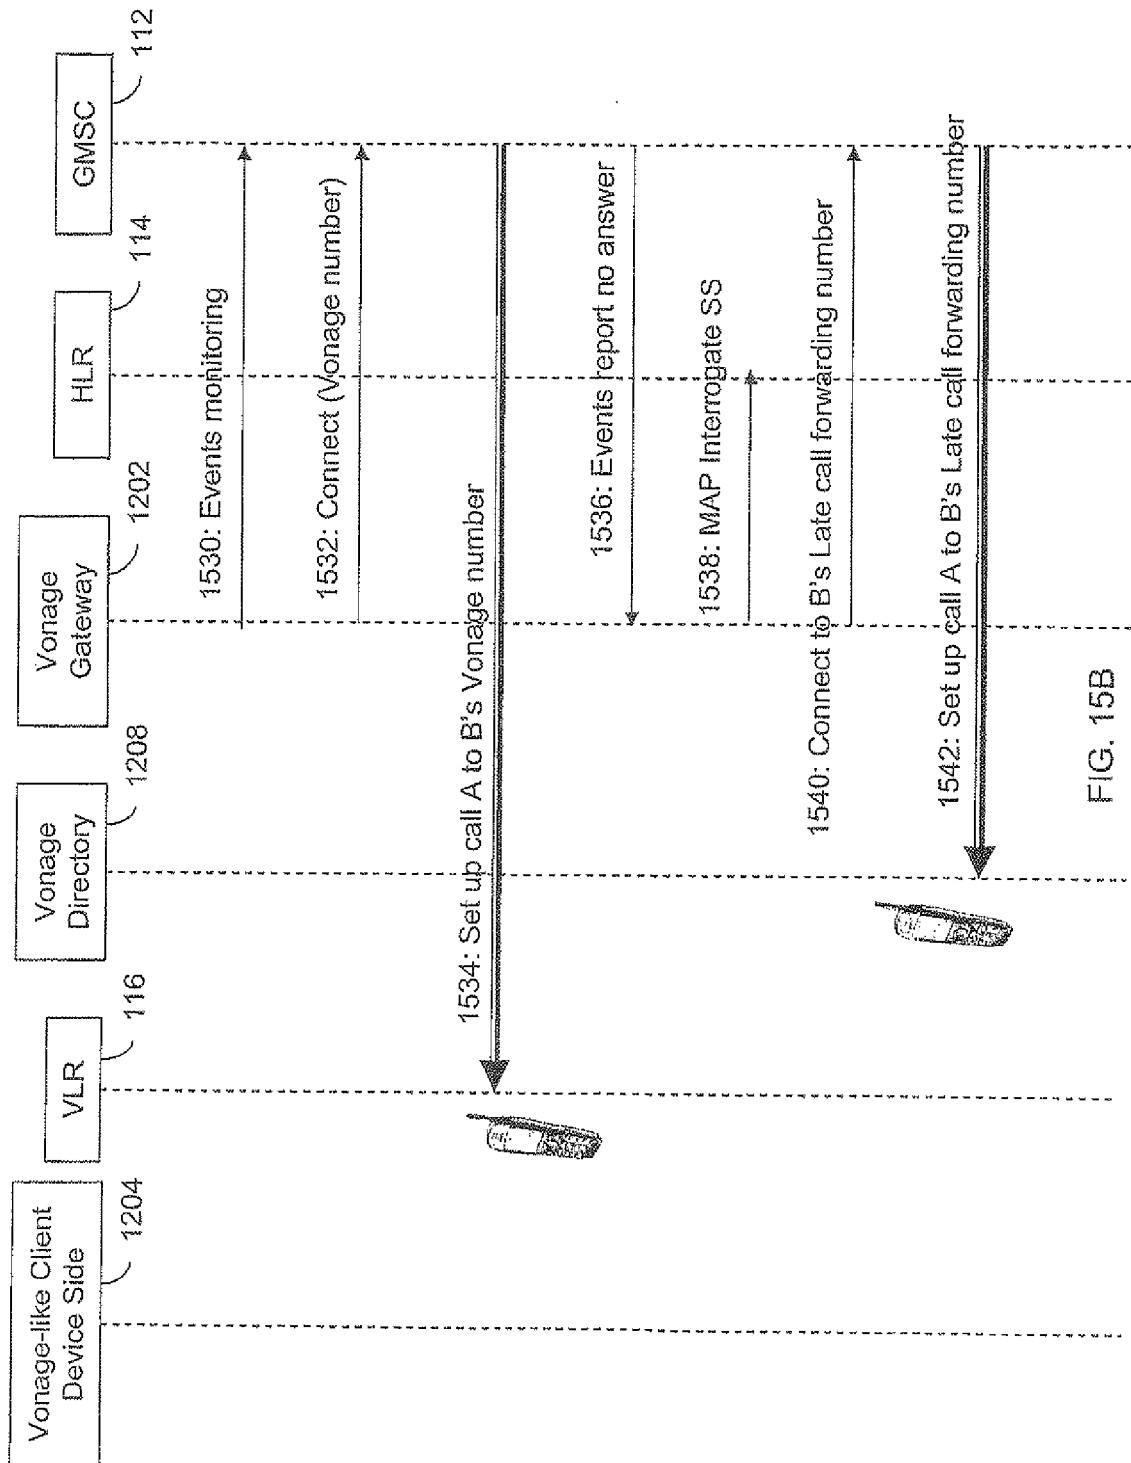 Vonage-like Client
Device Side
1204
VLR
116
Vonage
Directory
1208
Vonage
Gateway
1202
HLR
114
GMSC
112
1530: Events monitoring
1532: Connect (Vonage number)
1534: Set up call A to B's Vonage number
1536: Events report no answer
1538: MAP Interrogate SS
1540: Connect to B's Late call forwarding number
1542: Set up call A to B's Late call forwarding number
FIG. 15B